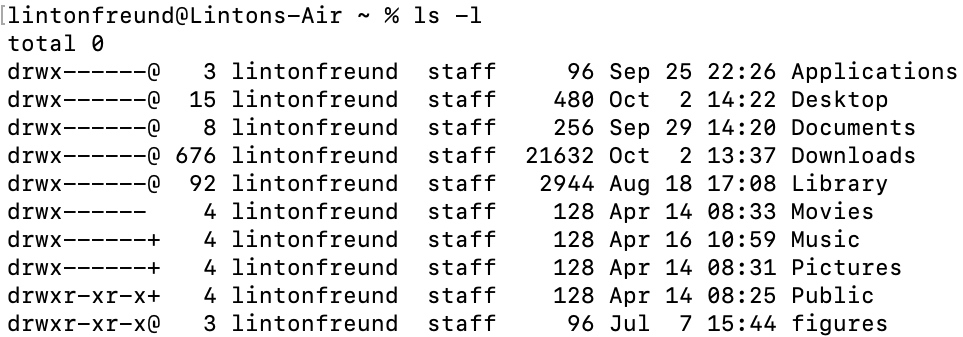 [lintonfreund@Lintons-Air ~ % ls -l
total 0
drwx------@   3 lintonfreund  staff     96 Sep 25 22:26 Applications
drwx------@  15 lintonfreund  staff    480 Oct  2 14:22 Desktop
drwx------@   8 lintonfreund  staff    256 Sep 29 14:20 Documents
drwx------@ 676 lintonfreund  staff  21632 Oct  2 13:37 Downloads
drwx------@  92 lintonfreund  staff   2944 Aug 18 17:08 Library
drwx------    4 lintonfreund  staff    128 Apr 14 08:33 Movies
drwx------+   4 lintonfreund  staff    128 Apr 16 10:59 Music
drwx------+   4 lintonfreund  staff    128 Apr 14 08:31 Pictures
drwxr-xr-x+   4 lintonfreund  staff    128 Apr 14 08:25 Public
drwxr-xr-x@   3 lintonfreund  staff     96 Jul  7 15:44 figures